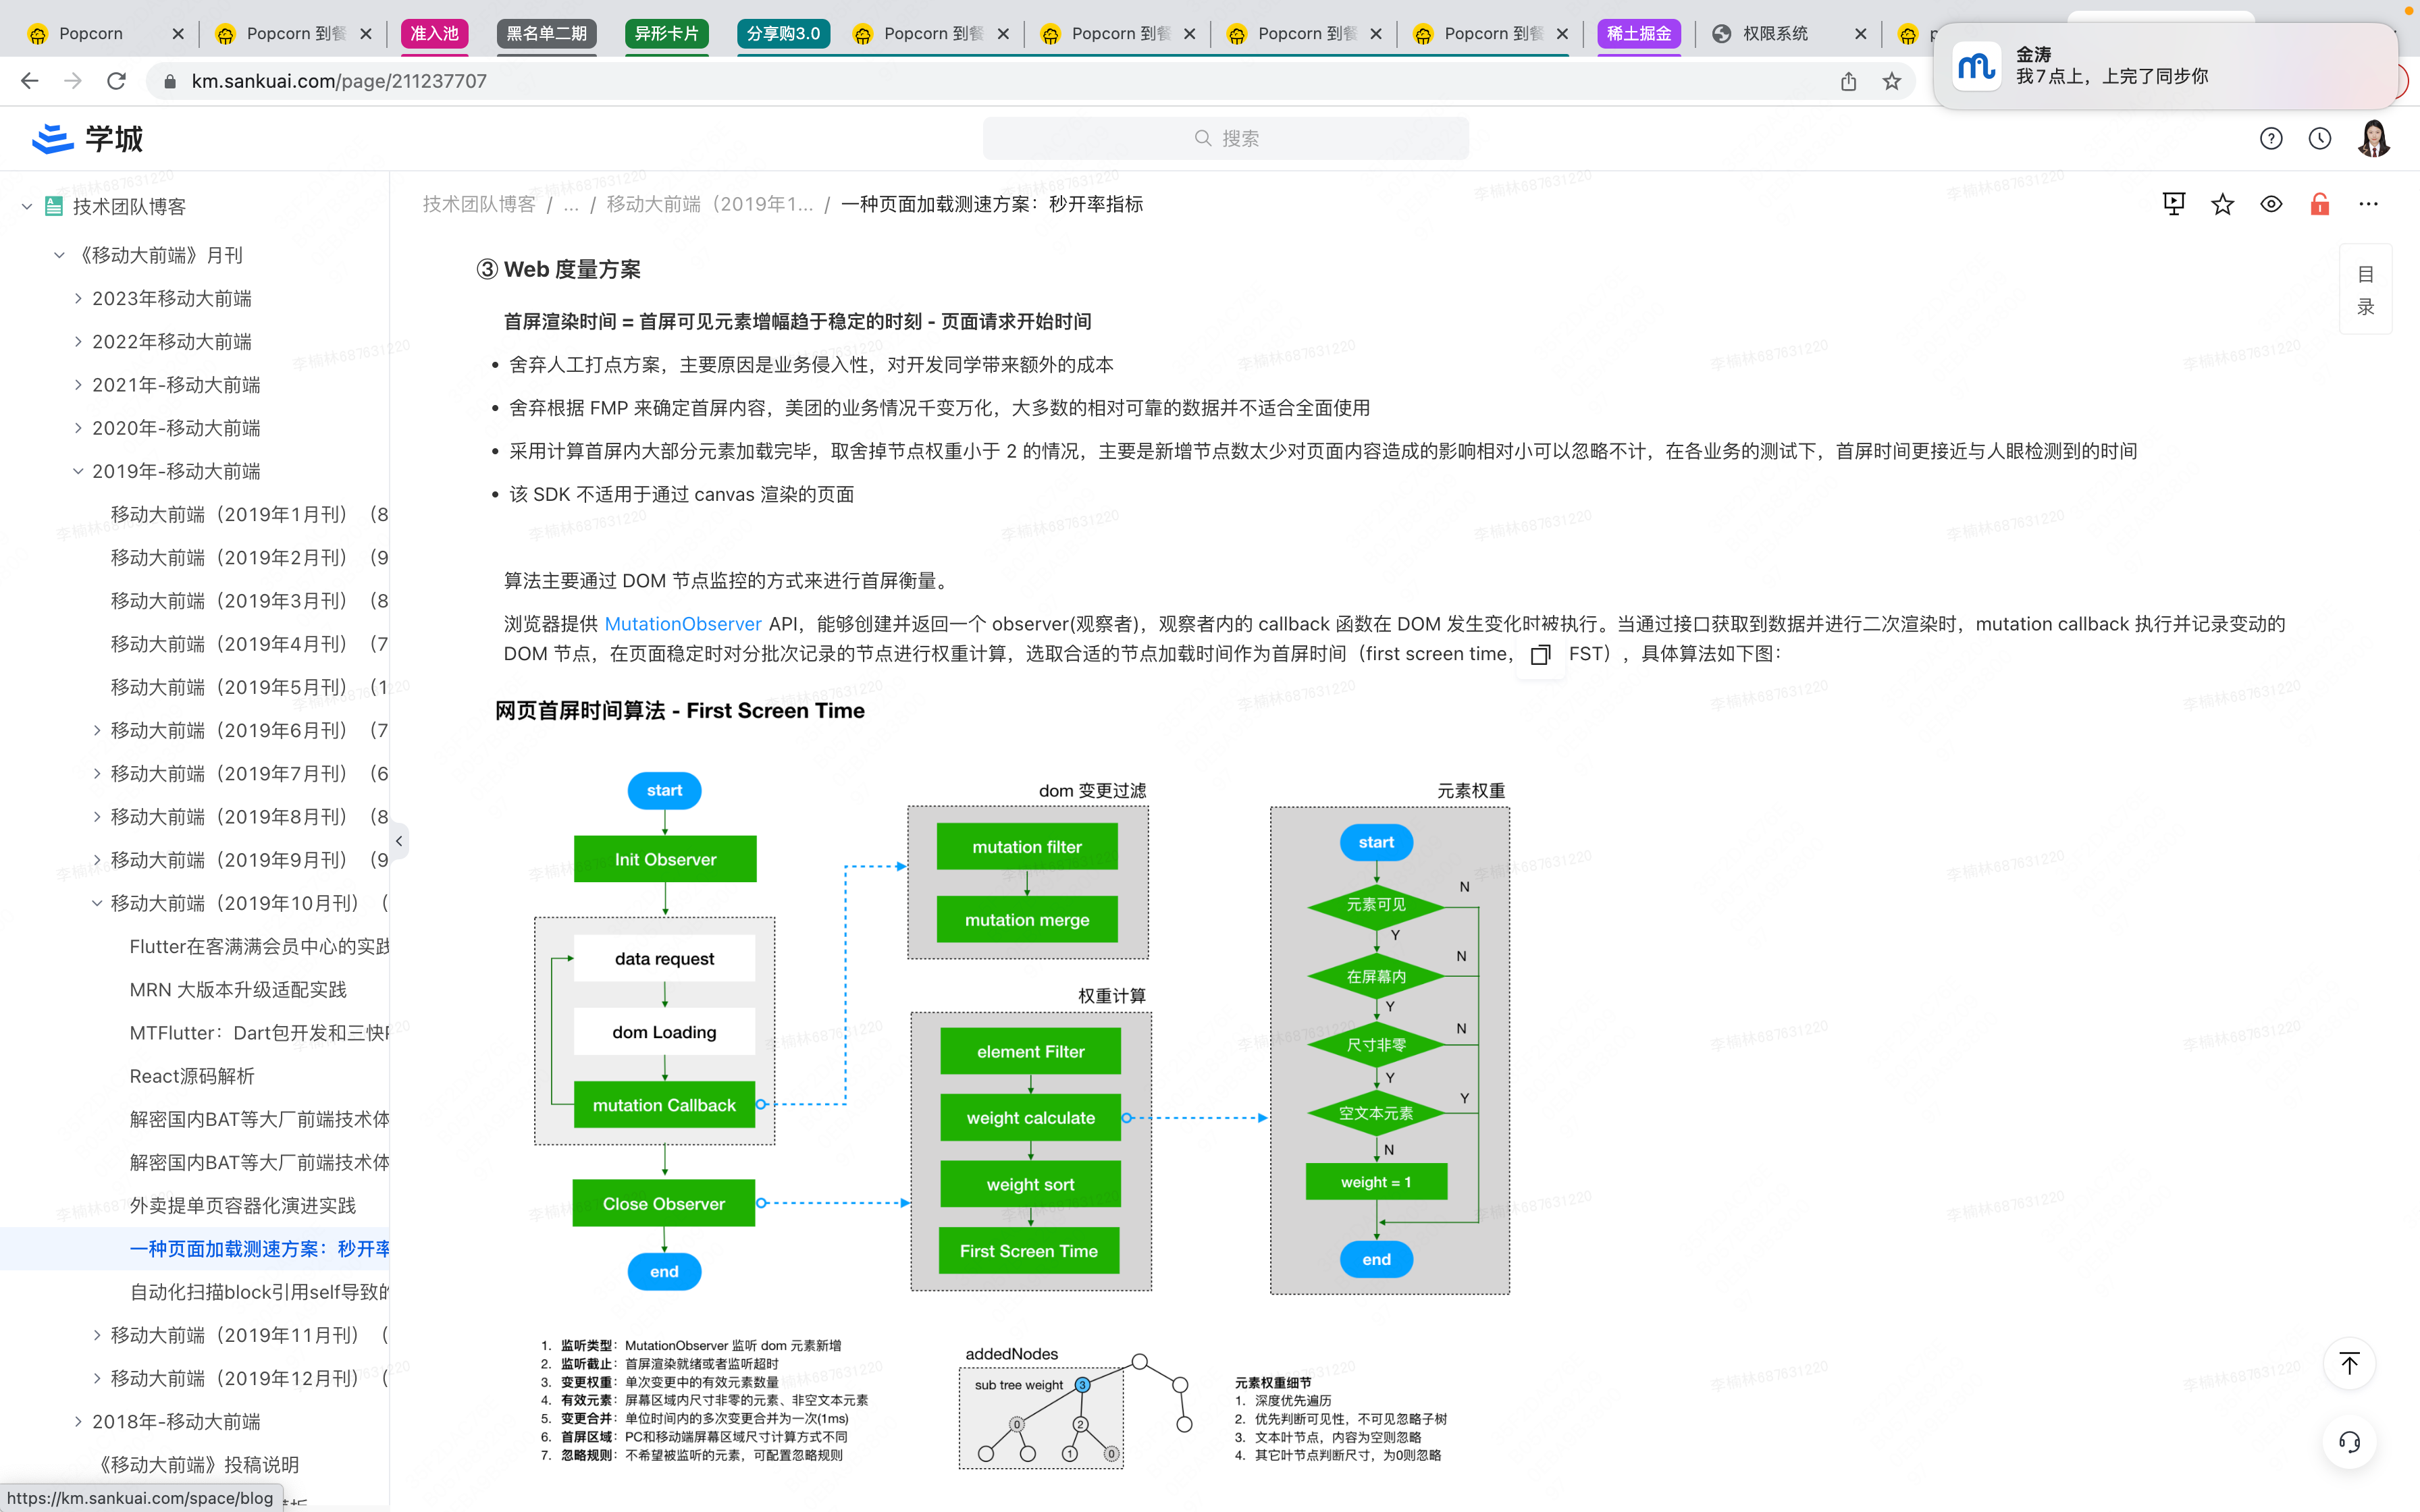 Popcorn
Popcorn 到餐
准入池
黑名单二期
异形卡片
分享购3.0
Popcorn 到餐
Popcorn 到餐
Popcorn 到餐
Popcorn 到餐
稀土掘金
权限系统
金涛
我7点上，上完了同步你
km.sankuai.com/page/211237707
学城
搜索
技术团队博客
《移动大前端》月刊
2023年移动大前端
2022年移动大前端
2021年-移动大前端
2020年-移动大前端
2019年-移动大前端
移动大前端（2019年1月刊）（8
移动大前端（2019年2月刊）（9
移动大前端（2019年3月刊）（8
移动大前端（2019年4月刊）（7
移动大前端（2019年5月刊）（1
移动大前端（2019年6月刊）（7
移动大前端（2019年7月刊）（6
移动大前端（2019年8月刊）（8
移动大前端（2019年9月刊）（9
移动大前端（2019年10月刊）（
Flutter在客满满会员中心的实践
MRN 大版本升级适配实践
MTFlutter：Dart包开发和三快
React源码解析
解密国内BAT等大厂前端技术体
解密国内BAT等大厂前端技术体
外卖提单页容器化演进实践
一种页面加载测速方案：秒开率
自动化扫描block引用self导致的
移动大前端（2019年11月刊）（
移动大前端（2019年12月刊）（
2018年-移动大前端
《移动大前端》投稿说明
https://km.sankuai.com/space/blog
技术团队博客 / ... / 移动大前端（2019年1... / 一种页面加载测速方案：秒开率指标
目
录
③ Web 度量方案
首屏渲染时间 = 首屏可见元素增幅趋于稳定的时刻 - 页面请求开始时间
• 舍弃人工打点方案，主要原因是业务侵入性，对开发同学带来额外的成本
• 舍弃根据 FMP 来确定首屏内容，美团的业务情况千变万化，大多数的相对可靠的数据并不适合全面使用
• 采用计算首屏内大部分元素加载完毕，取舍掉节点权重小于 2 的情况，主要是新增节点数太少对页面内容造成的影响相对小可以忽略不计，在各业务的测试下，首屏时间更接近与人眼检测到的时间
• 该 SDK 不适用于通过 canvas 渲染的页面
算法主要通过 DOM 节点监控的方式来进行首屏衡量。
浏览器提供 MutationObserver API，能够创建并返回一个 observer(观察者)，观察者内的 callback 函数在 DOM 发生变化时被执行。当通过接口获取到数据并进行二次渲染时，mutation callback 执行并记录变动的
DOM 节点，在页面稳定时对分批次记录的节点进行权重计算，选取合适的节点加载时间作为首屏时间（first screen time, FST），具体算法如下图：
网页首屏时间算法 - First Screen Time
start
Init Observer
data request
dom Loading
mutation Callback
Close Observer
end
dom 变更过滤
mutation filter
mutation merge
权重计算
element Filter
weight calculate
weight sort
First Screen Time
元素权重
start
元素可见
N
Y
在屏幕内
N
Y
尺寸非零
N
Y
空文本元素
Y
N
weight = 1
end
1. 监听类型：MutationObserver 监听 dom 元素新增
2. 监听截止：首屏渲染就绪或者监听超时
3. 变更权重：单次变更中的有效元素数量
4. 有效元素：屏幕区域内尺寸非零的元素、非空文本元素
5. 变更合并：单位时间内的多次变更合并为一次(1ms)
6. 首屏区域：PC和移动端屏幕区域尺寸计算方式不同
7. 忽略规则：不希望被监听的元素，可配置忽略规则
addedNodes
sub tree weight 3
0 2
1 0
元素权重细节
1. 深度优先遍历
2. 优先判断可见性，不可见忽略子树
3. 文本叶节点，内容为空则忽略
4. 其它叶节点判断尺寸，为0则忽略
李楠林687631220